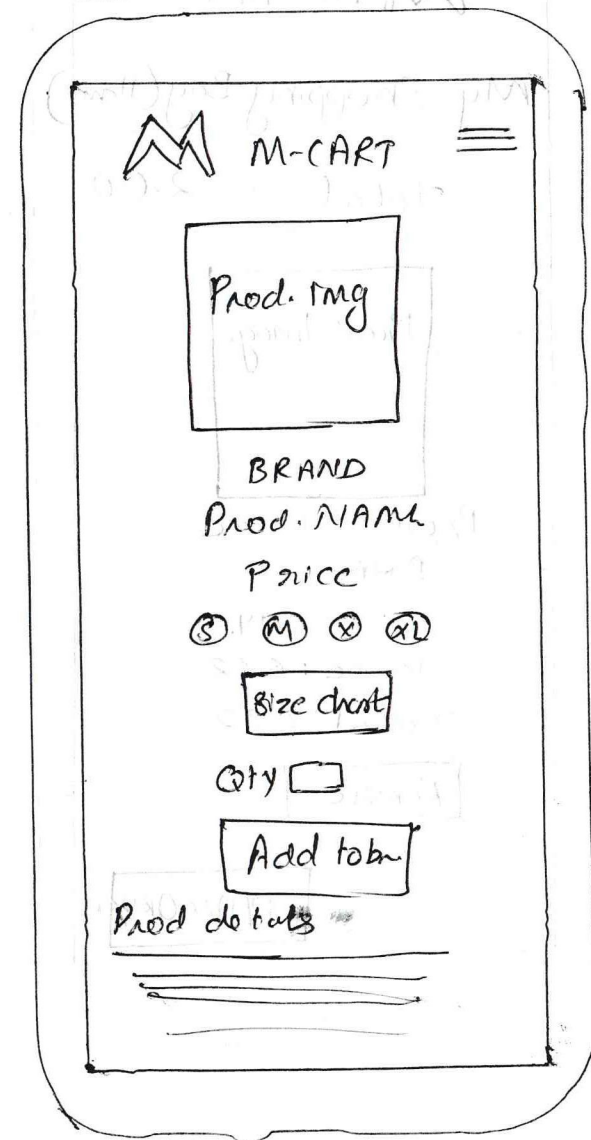 M-CART
Prod. Img
BRAND
Prod. NAME
Price
S M X XL
Size chart
Qty
Add to
Prod details